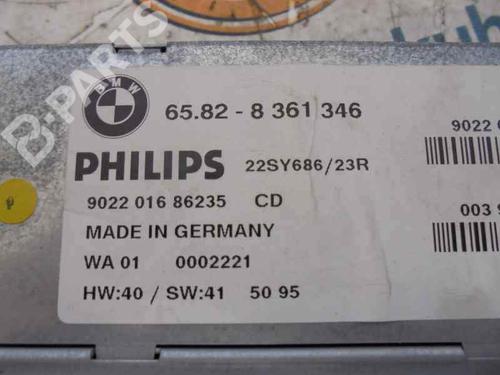 B-PARTS
BMW
65.82 - 8 361 346
PHILIPS 22SY686/23R
9022 016 86235 CD
MADE IN GERMANY
WA 01 0002221
HW:40 / SW:41 50 95
9022
003